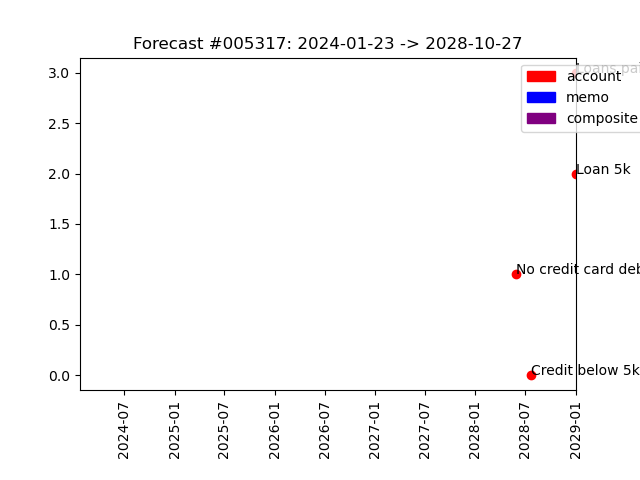 Forecast #005317: 2024-01-23 -> 2028-10-27
3.0
2.5
2.0
1.5
1.0
0.5
0.0
account
memo
composite
Loans pai
Loan 5k
No credit card deb
Credit below 5k
2024-07
2025-01
2025-07
2026-01
2026-07
2027-01
2027-07
2028-01
2028-07
2029-01